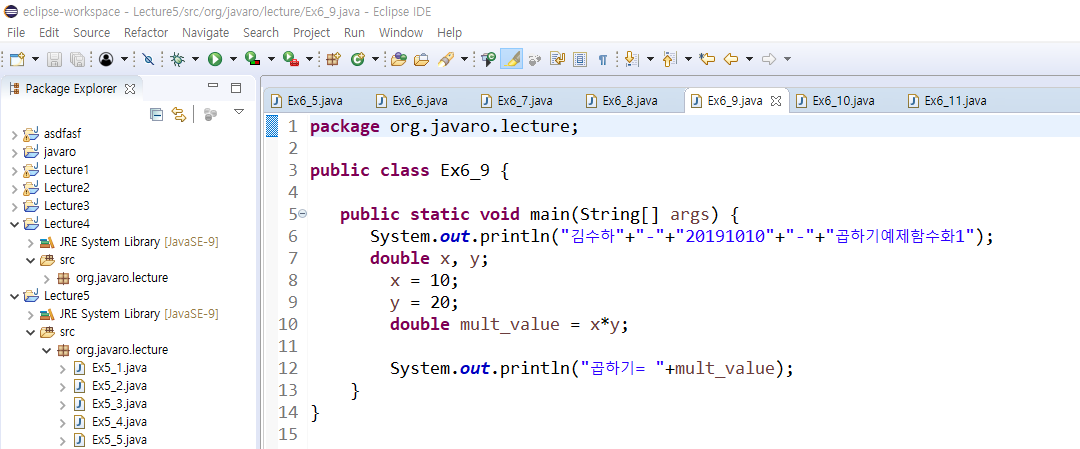 eclipse-workspace - Lecture5/src/org/javaro/lecture/Ex6_9.java - Eclipse IDE
File Edit Source Refactor Navigate Search Project Run Window Help
Package Explorer
Ex6_5.java Ex6_6.java Ex6_7.java Ex6_8.java Ex6_9.java Ex6_10.java Ex6_11.java
asdfasf
javaro
Lecture1
Lecture2
Lecture3
Lecture4
JRE System Library [JavaSE-9]
src
org.javaro.lecture
Lecture5
JRE System Library [JavaSE-9]
src
org.javaro.lecture
Ex5_1.java
Ex5_2.java
Ex5_3.java
Ex5_4.java
Ex5_5.java
1 package org.javaro.lecture;
2
3 public class Ex6_9 {
4
5 public static void main(String[] args) {
6 System.out.println("김수하"+"-"+"20191010"+"-"+"곱하기예제함수화1");
7 double x, y;
8 x = 10;
9 y = 20;
10 double mult_value = x*y;
11
12 System.out.println("곱하기= "+mult_value);
13 }
14 }
15